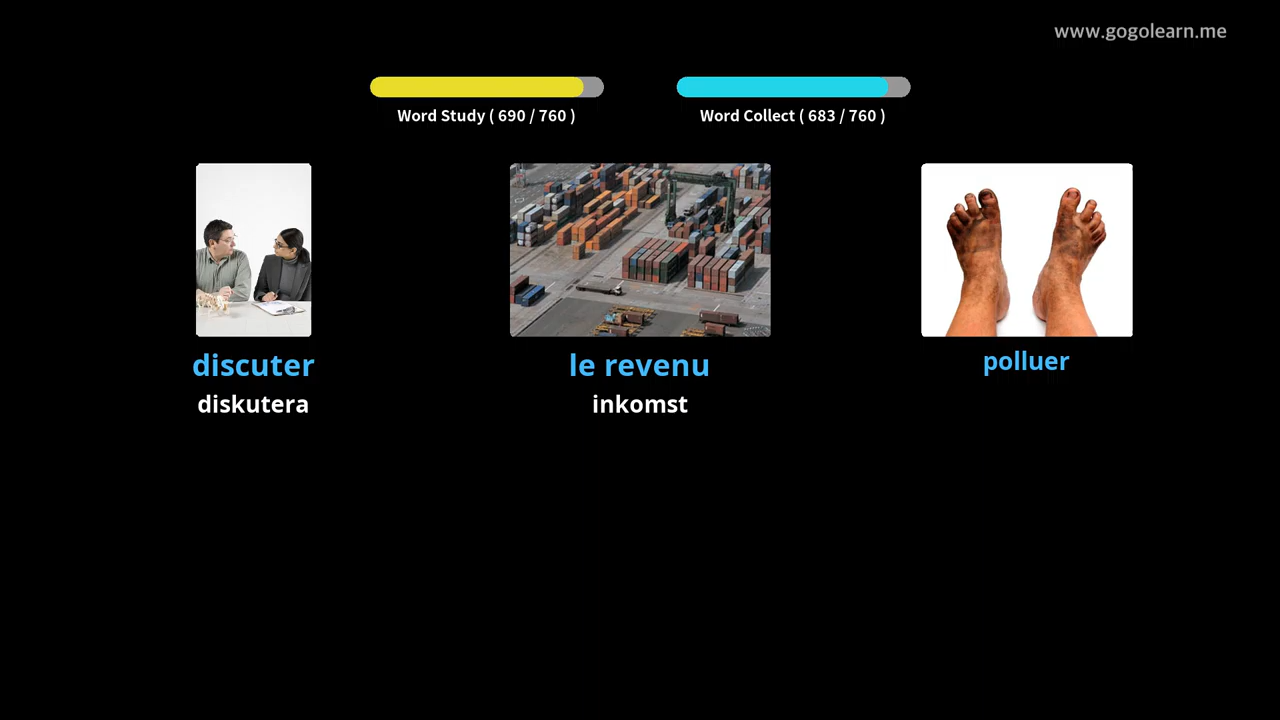 www.gogolearn.me
Word Study ( 690 / 760 )
Word Collect ( 683 / 760 )
discuter
diskutera
le revenu
inkomst
polluer